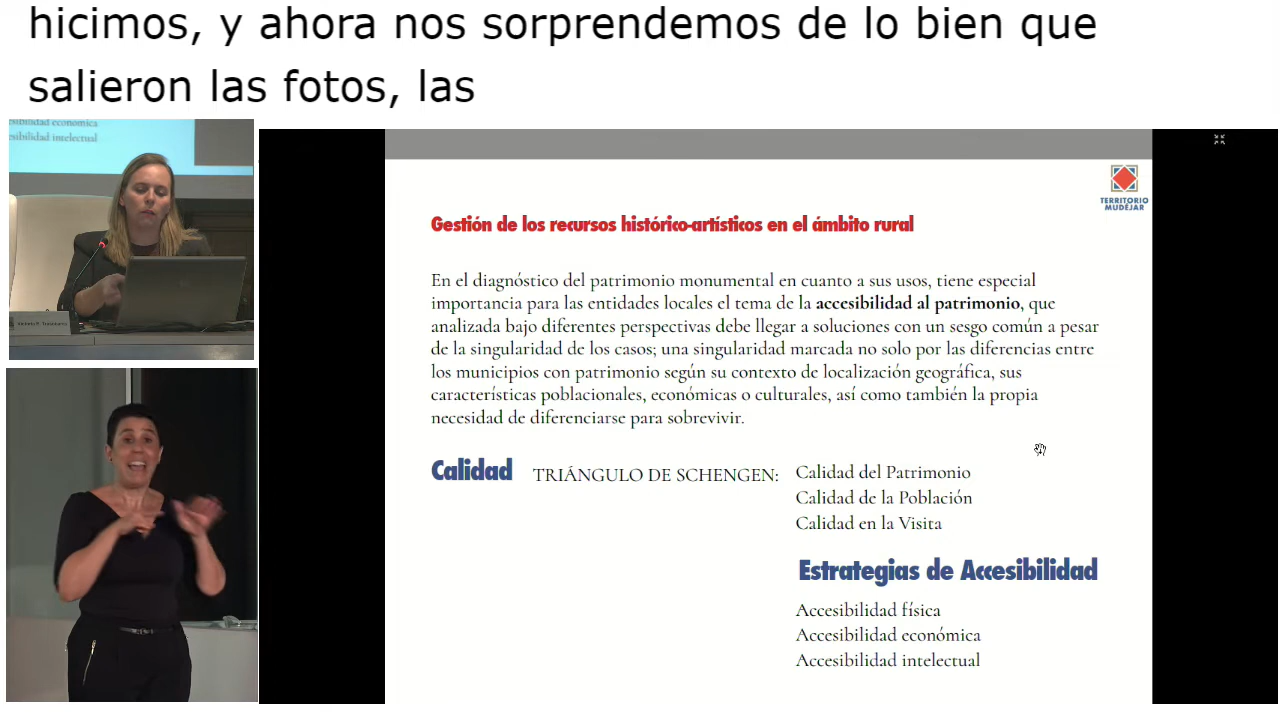 hicimos, y ahora nos sorprendemos de lo bien que
salieron las fotos, las
intelectual
TERRITORIO
MUDÉJAR
Gestión de los recursos histórico-artísticos en el ámbito rural
En el diagnóstico del patrimonio monumental en cuanto a sus usos, tiene especial
importancia para las entidades locales el tema de la accesibilidad al patrimonio, que
analizada bajo diferentes perspectivas debe llegar a soluciones con un sesgo común a pesar
de la singularidad de los casos; una singularidad marcada no solo por las diferencias entre
los municipios con patrimonio según su contexto de localización geográfica, sus
características poblacionales, económicas o culturales, así como también la propia
necesidad de diferenciarse para sobrevivir.
Calidad TRIÁNGULO DE SCHENGEN: Calidad del Patrimonio
Calidad de la Población
Calidad en la Visita
Estrategias de Accesibilidad
Accesibilidad física
Accesibilidad económica
Accesibilidad intelectual